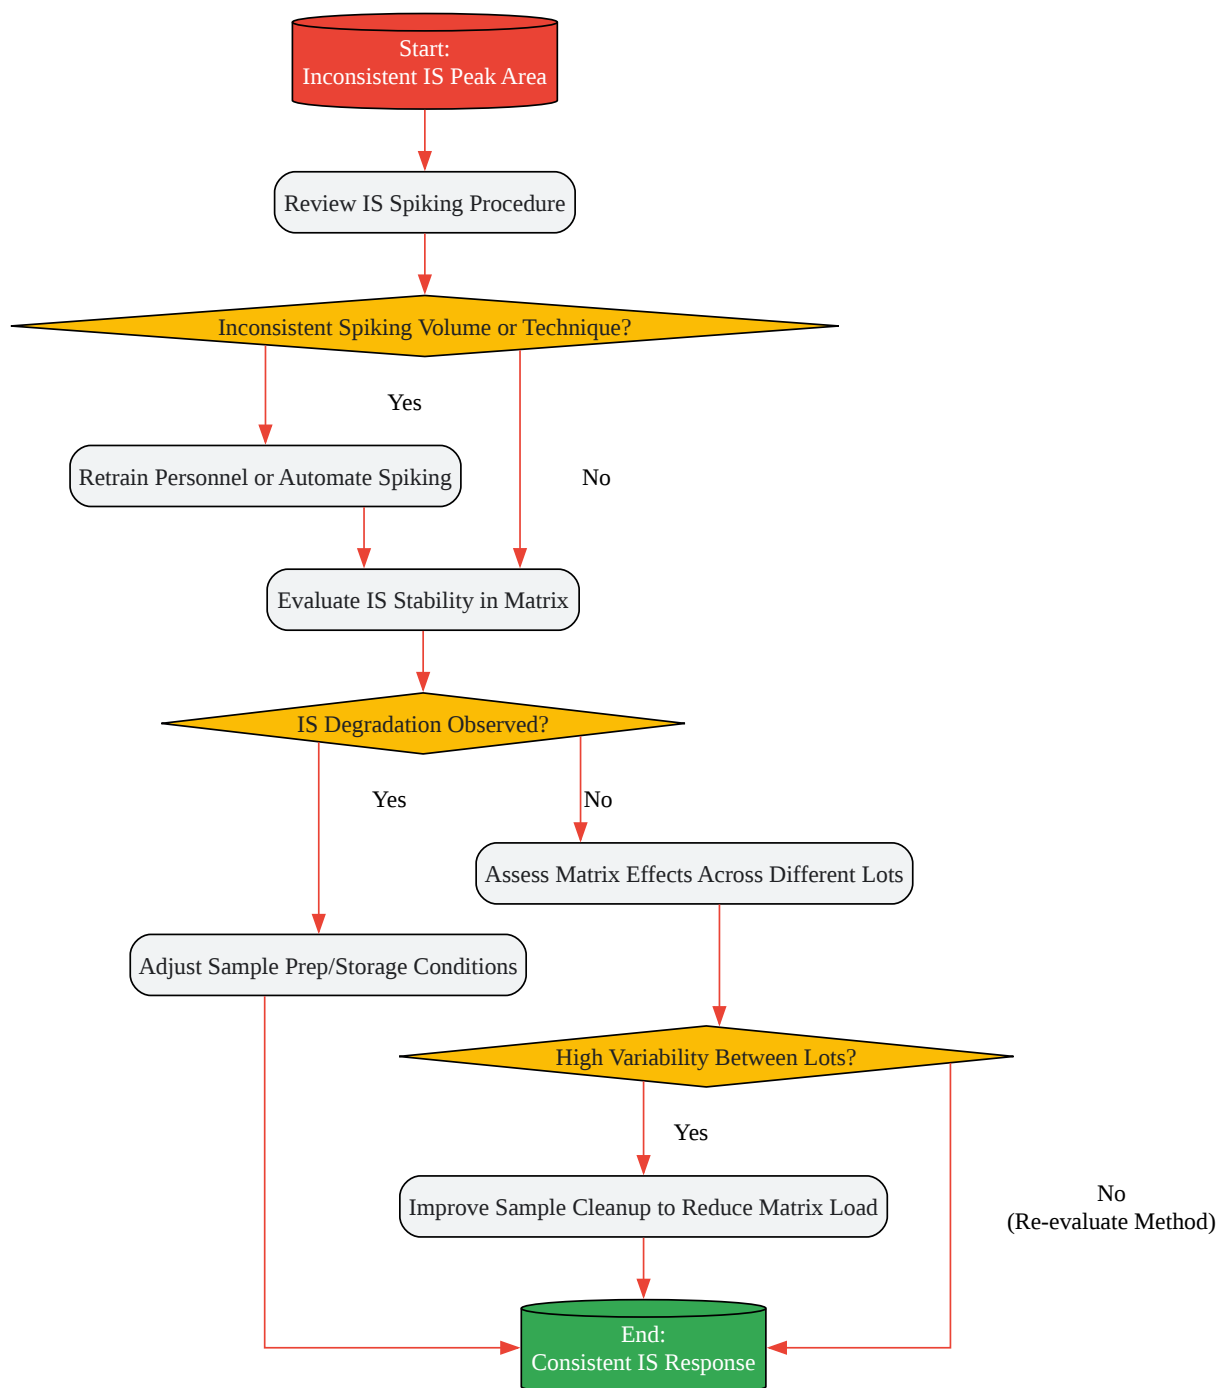 Start:
Inconsistent IS Peak Area
Review IS Spiking Procedure
Inconsistent Spiking Volume or Technique?
Yes
Retrain Personnel or Automate Spiking
No
Evaluate IS Stability in Matrix
IS Degradation Observed?
Yes
No
Assess Matrix Effects Across Different Lots
Adjust Sample Prep/Storage Conditions
High Variability Between Lots?
Yes
No
(Re-evaluate Method)
Improve Sample Cleanup to Reduce Matrix Load
End:
Consistent IS Response